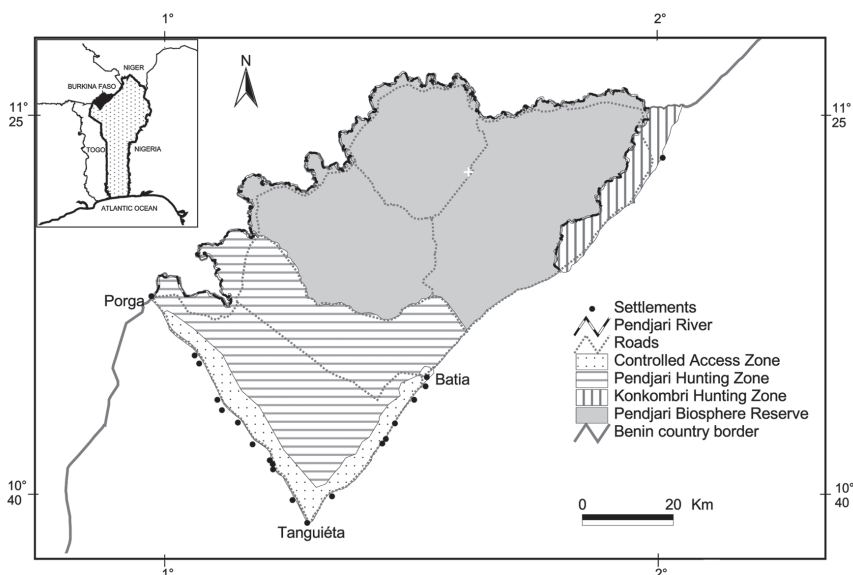 1°
2°
N
NIGER
BURKINA FASO
TOGO
NIGERIA
ATLANTIC OCEAN
11°
25
11°
25
Porga
Batia
Tanguiéta
Settlements
Pendjari River
Roads
Controlled Access Zone
Pendjari Hunting Zone
Konkombri Hunting Zone
Pendjari Biosphere Reserve
Benin country border
10°
40
10°
40
0 20 Km
1°
2°